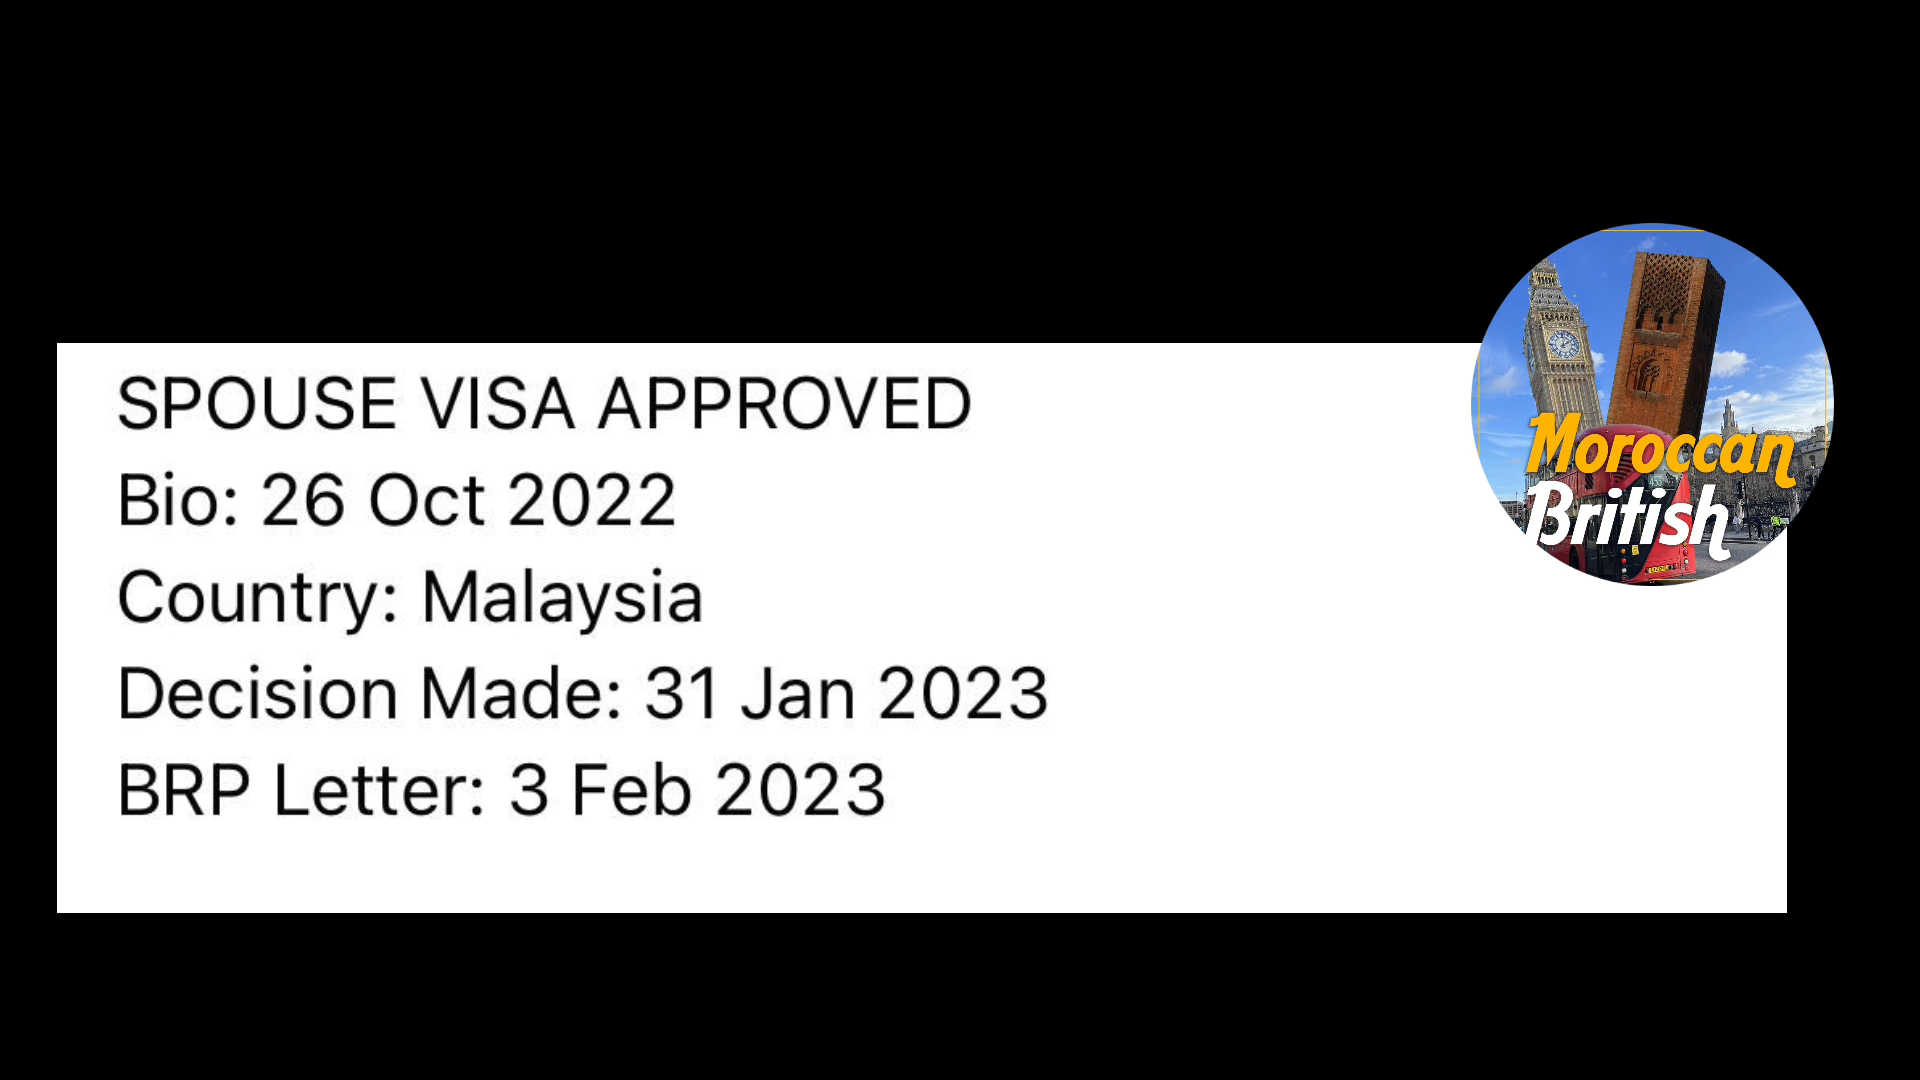 SPOUSE VISA APPROVED
Bio: 26 Oct 2022
Country: Malaysia
Decision Made: 31 Jan 2023
BRP Letter: 3 Feb 2023
Moroccan
British